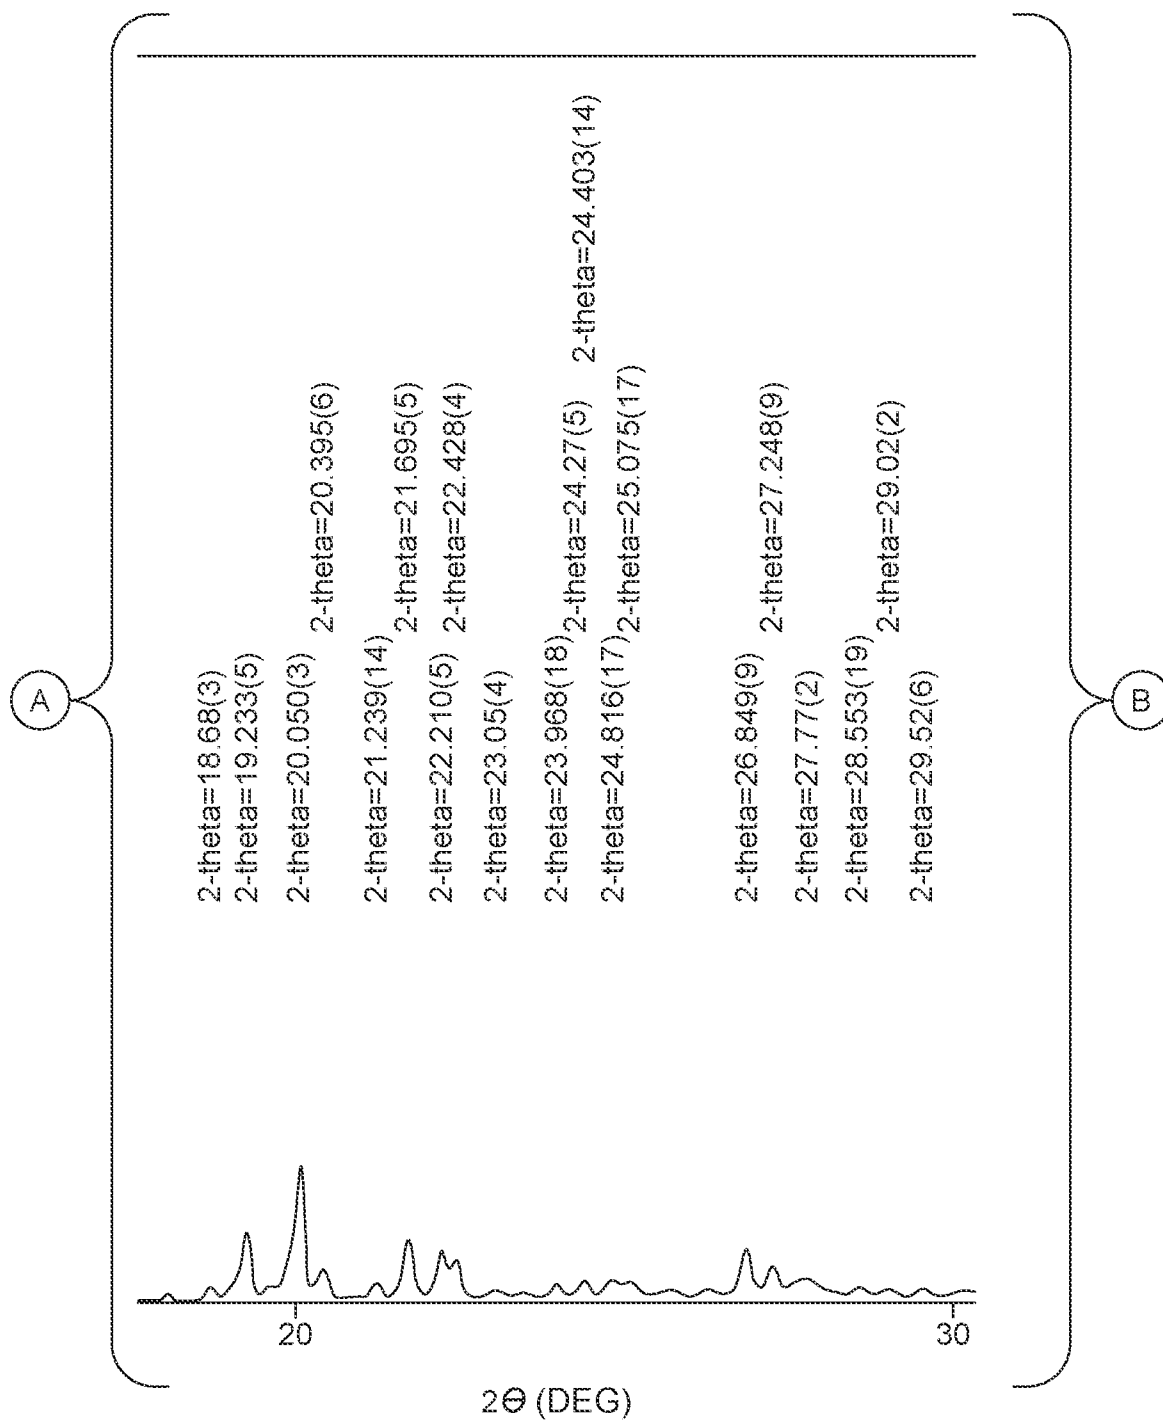 A
2-theta=18.68(3)
2-theta=19.233(5)
2-theta=20.050(3)
2-theta=20.395(6)
2-theta=21.239(14)
2-theta=21.695(5)
2-theta=22.210(5)
2-theta=22.428(4)
2-theta=23.05(4)
2-theta=23.968(18)
2-theta=24.27(5)
2-theta=24.403(14)
2-theta=24.816(17)
2-theta=25.075(17)
2-theta=26.849(9)
2-theta=27.248(9)
2-theta=27.77(2)
2-theta=28.553(19)
2-theta=29.02(2)
2-theta=29.52(6)
B
20
30
2Θ (DEG)